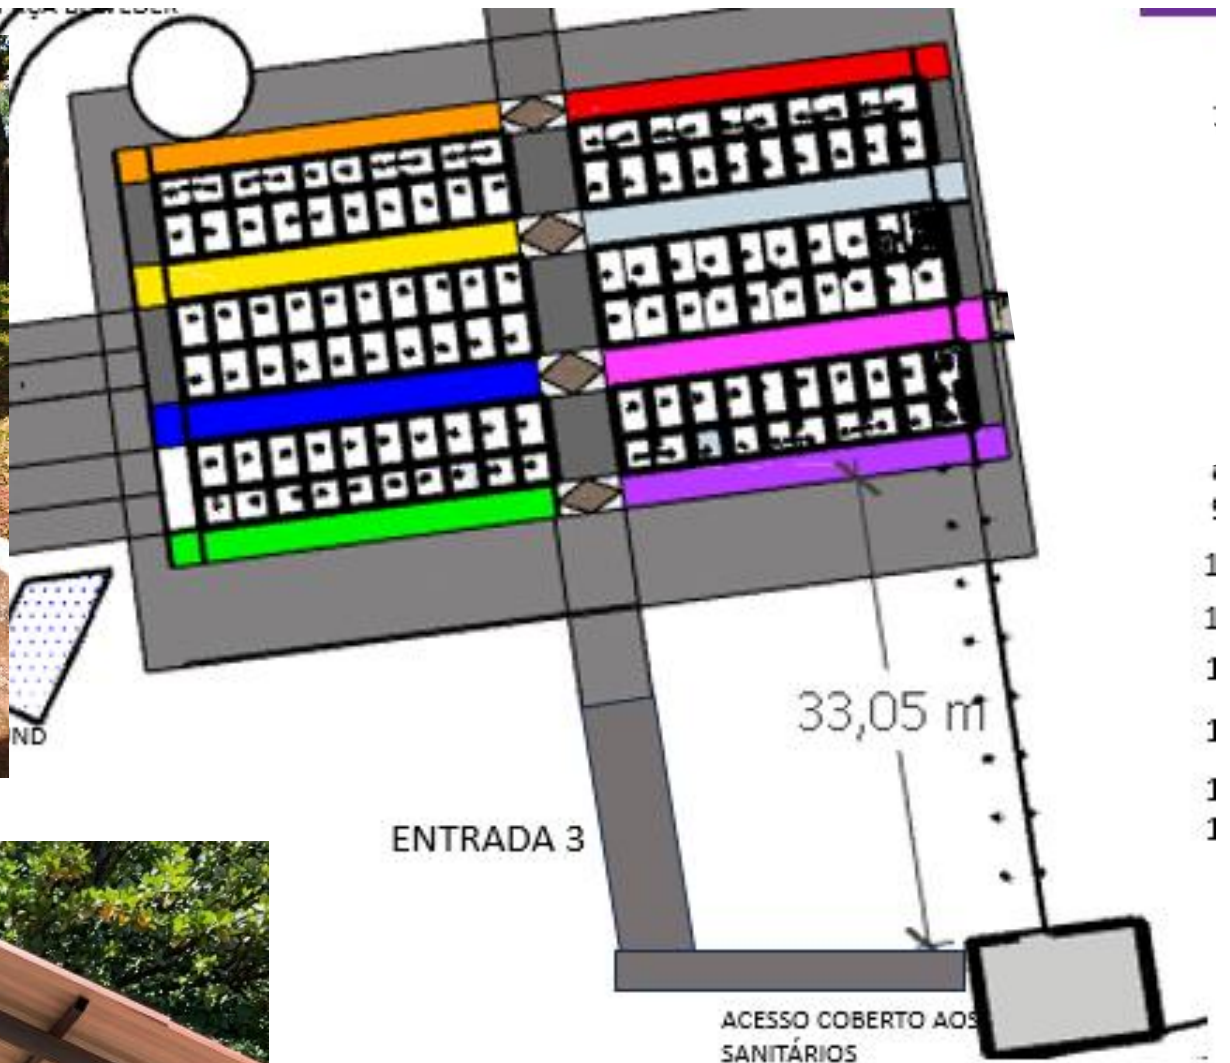 33,05 m
ND
ENTRADA 3
ACESSO COBERTO AOS
SANITÁRIOS